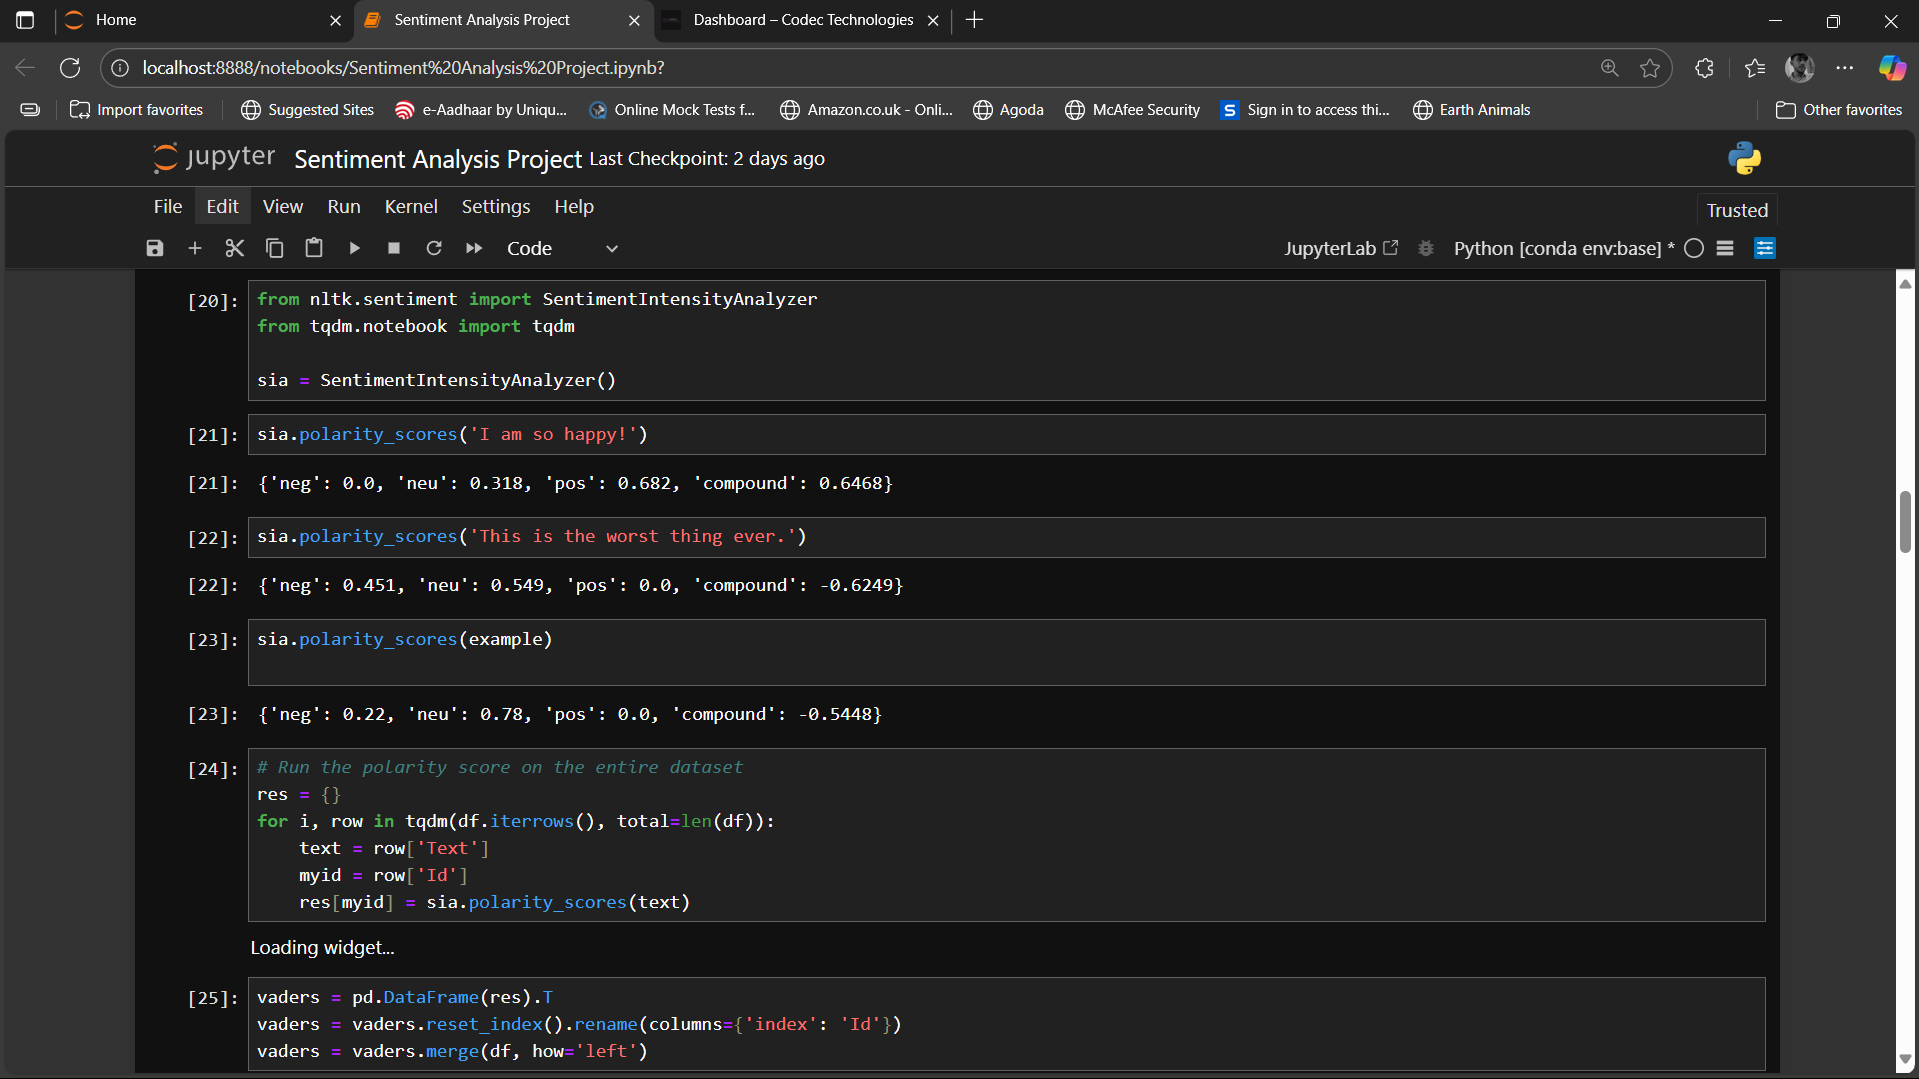 Home
Sentiment Analysis Project
Dashboard – Codec Technologies
localhost:8888/notebooks/Sentiment%20Analysis%20Project.ipynb?
Import favorites
Suggested Sites
e-Aadhaar by Uniqu...
Online Mock Tests f...
Amazon.co.uk - Onli...
Agoda
McAfee Security
S Sign in to access thi...
Earth Animals
Other favorites
jupyter Sentiment Analysis Project Last Checkpoint: 2 days ago
File Edit View Run Kernel Settings Help
Trusted
Code
JupyterLab
Python [conda env:base] *
[20]: from nltk.sentiment import SentimentIntensityAnalyzer
from tqdm.notebook import tqdm
sia = SentimentIntensityAnalyzer()
[21]: sia.polarity_scores('I am so happy!')
[21]: {'neg': 0.0, 'neu': 0.318, 'pos': 0.682, 'compound': 0.6468}
[22]: sia.polarity_scores('This is the worst thing ever.')
[22]: {'neg': 0.451, 'neu': 0.549, 'pos': 0.0, 'compound': -0.6249}
[23]: sia.polarity_scores(example)
[23]: {'neg': 0.22, 'neu': 0.78, 'pos': 0.0, 'compound': -0.5448}
[24]: # Run the polarity score on the entire dataset
res = {}
for i, row in tqdm(df.iterrows(), total=len(df)):
    text = row['Text']
    myid = row['Id']
    res[myid] = sia.polarity_scores(text)
Loading widget...
[25]: vaders = pd.DataFrame(res).T
vaders = vaders.reset_index().rename(columns={'index': 'Id'})
vaders = vaders.merge(df, how='left')